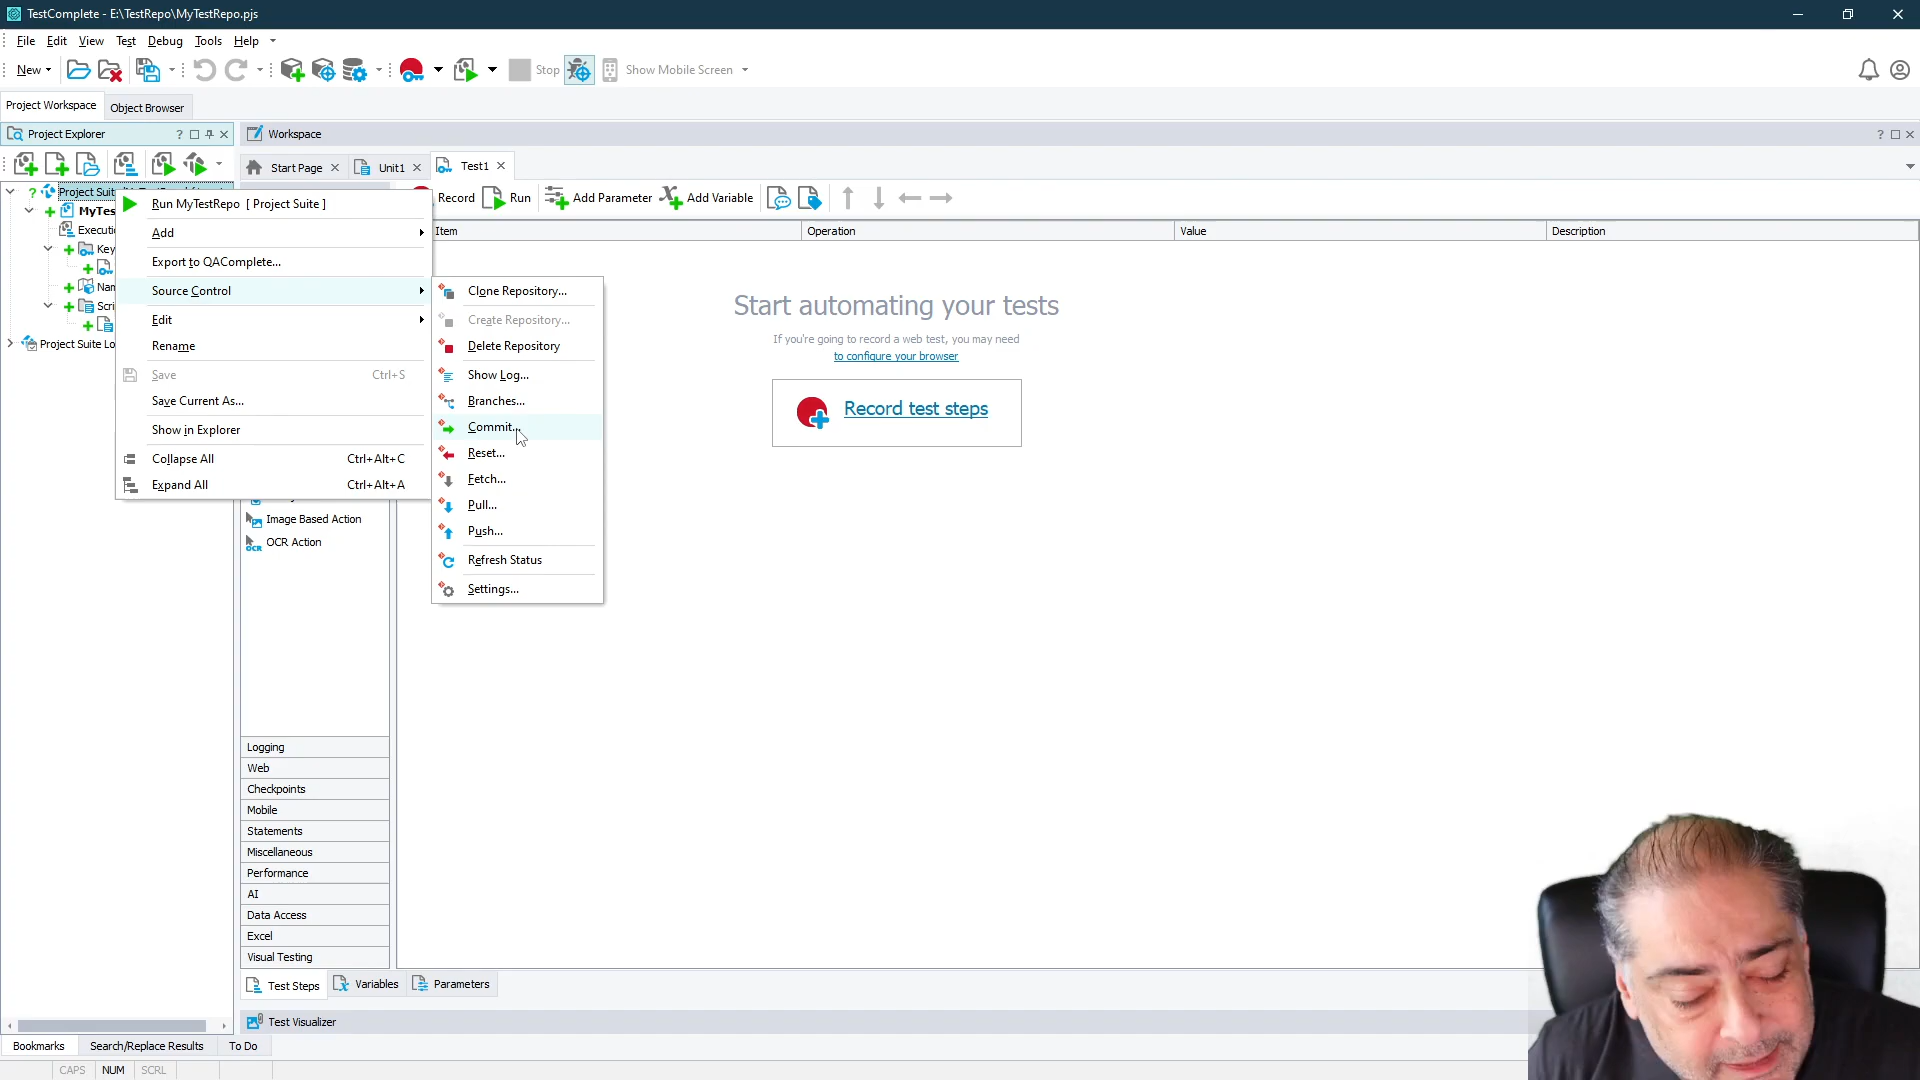 TestComplete - E:\TestRepo\MyTestRepo.pjs
File Edit View Test Debug Tools Help
New Stop Show Mobile Screen
Project Workspace Object Browser
Project Explorer
Workspace
Start Page Unit1 Test1
Record Run Add Parameter Add Variable
Item Operation Value Description
Project Suit
MyTes
Executi
Key
Nam
Scri
Project Suite Lo
Run MyTestRepo [ Project Suite ]
Add
Export to QAComplete...
Source Control
Edit
Rename
Save Ctrl+S
Save Current As...
Show in Explorer
Collapse All Ctrl+Alt+C
Expand All Ctrl+Alt+A
Clone Repository...
Create Repository...
Delete Repository
Show Log...
Branches...
Commit...
Reset...
Fetch...
Pull...
Push...
Refresh Status
Settings...
Start automating your tests
If you're going to record a web test, you may need
to configure your browser
Record test steps
Image Based Action
OCR Action
Logging
Web
Checkpoints
Mobile
Statements
Miscellaneous
Performance
AI
Data Access
Excel
Visual Testing
Test Steps Variables Parameters
Test Visualizer
Bookmarks Search/Replace Results To Do
CAPS NUM SCRL